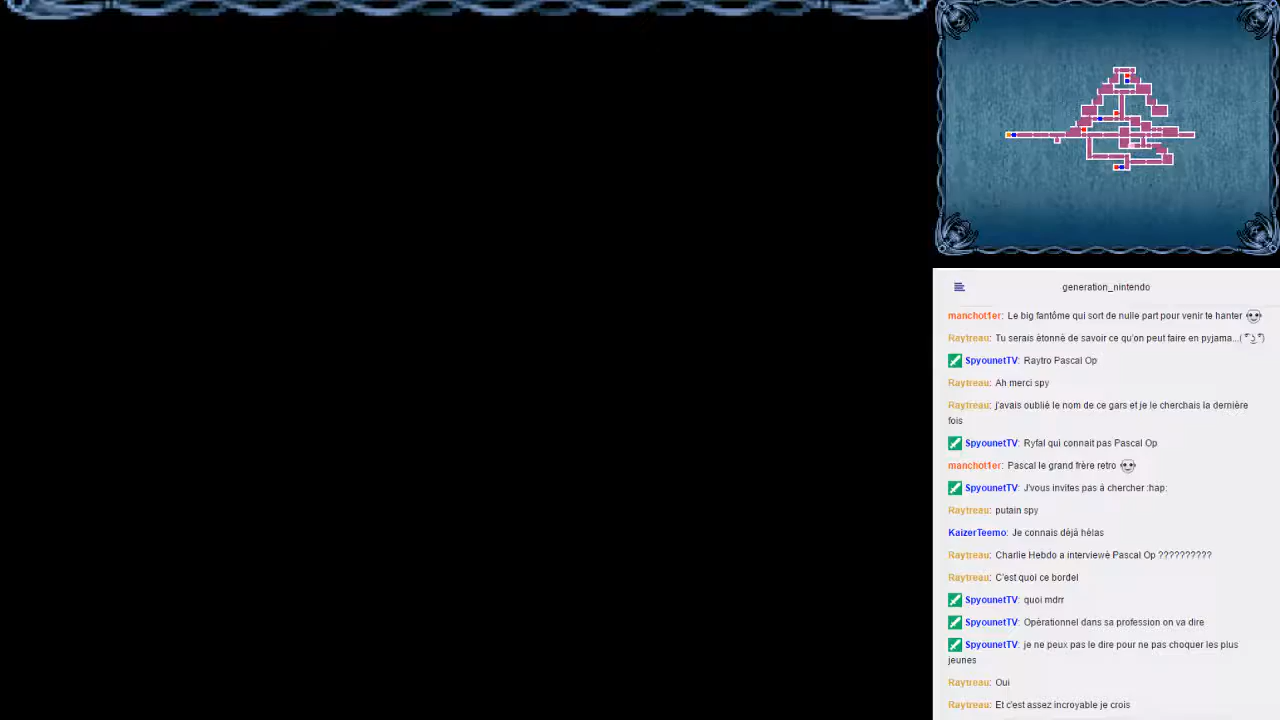 generation_nintendo
manchot1er: Le big fantôme qui sort de nulle part pour venir te hanter
Raytreau: Tu serais étonné de savoir ce qu'on peut faire en pyjama...( ͡° ͜ʖ ͡°)
SpyounetTV: Raytro Pascal Op
Raytreau: Ah merci spy
Raytreau: j'avais oublié le nom de ce gars et je le cherchais la dernière
fois
SpyounetTV: Ryfal qui connait pas Pascal Op
manchot1er: Pascal le grand frère retro
SpyounetTV: J'vous invites pas à chercher :hap:
Raytreau: putain spy
KaizerTeemo: Je connais déjà hélas
Raytreau: Charlie Hebdo a interviewé Pascal Op ??????????
Raytreau: C'est quoi ce bordel
SpyounetTV: quoi mdrr
SpyounetTV: Opérationnel dans sa profession on va dire
SpyounetTV: je ne peux pas le dire pour ne pas choquer les plus
jeunes
Raytreau: Oui
Raytreau: Et c'est assez incroyable je crois